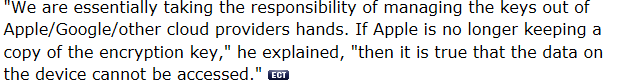 "We are essentially taking the responsibility of managing the keys out of
Apple/Google/other cloud providers hands. If Apple is no longer keeping a
copy of the encryption key," he explained, "then it is true that the data on
the device cannot be accessed." ECT